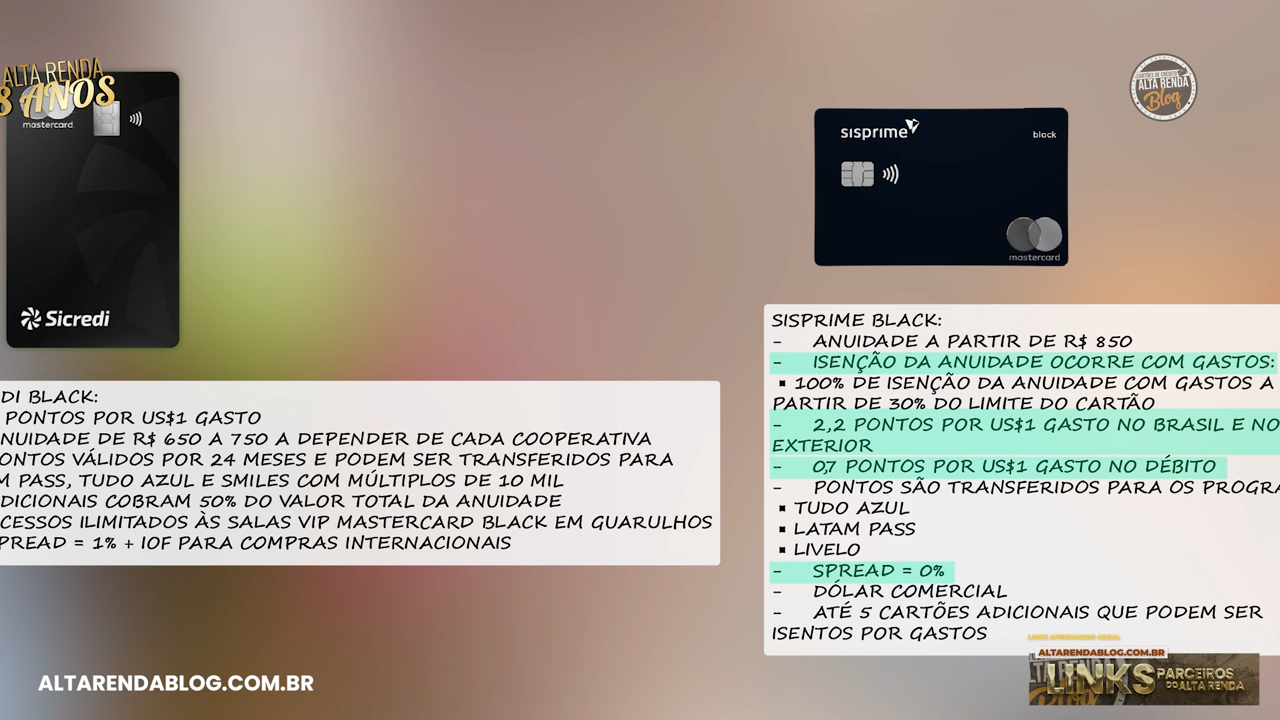 ALTA RENDA
8 ANOS
mastercard
Sicredi
DI BLACK:
PONTOS POR US$1 GASTO
NUIDADE DE R$ 650 A 750 A DEPENDER DE CADA COOPERATIVA
ONTOS VÁLIDOS POR 24 MESES E PODEM SER TRANSFERIDOS PARA
M PASS, TUDO AZUL E SMILES COM MÚLTIPLOS DE 10 MIL
DICIONAIS COBRAM 50% DO VALOR TOTAL DA ANUIDADE
CESSOS ILIMITADOS ÀS SALAS VIP MASTERCARD BLACK EM GUARULHOS
PREAD = 1% + IOF PARA COMPRAS INTERNACIONAIS
ALTARENDABLOG.COM.BR
CARTÕES DE CRÉDITO
ALTA RENDA
Blog
sisprime
black
mastercard
SISPRIME BLACK:
- ANUIDADE A PARTIR DE R$ 850
- ISENÇÃO DA ANUIDADE OCORRE COM GASTOS:
▪ 100% DE ISENÇÃO DA ANUIDADE COM GASTOS A
PARTIR DE 30% DO LIMITE DO CARTÃO
- 2,2 PONTOS POR US$1 GASTO NO BRASIL E NO
EXTERIOR
- 0,7 PONTOS POR US$1 GASTO NO DÉBITO
- PONTOS SÃO TRANSFERIDOS PARA OS PROGRA
▪ TUDO AZUL
▪ LATAM PASS
▪ LIVELO
- SPREAD = 0%
- DÓLAR COMERCIAL
- ATÉ 5 CARTÕES ADICIONAIS QUE PODEM SER
ISENTOS POR GASTOS
ALTARENDABLOG.COM.BR
LINKS PARCEIROS
DO ALTA RENDA